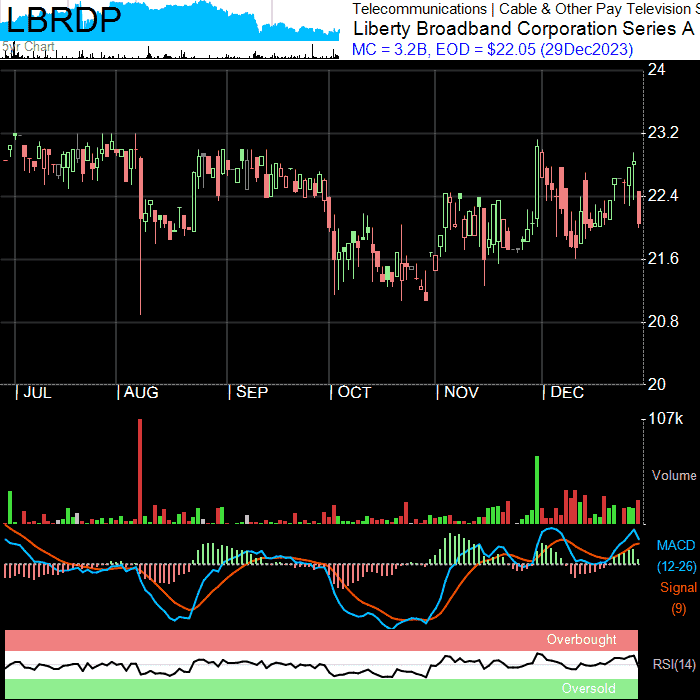 LBRDP
5yr Chart
Telecommunications | Cable & Other Pay Television S
Liberty Broadband Corporation Series A
MC = 3.2B, EOD = $22.05 (29Dec2023)
24
23.2
22.4
21.6
20.8
20
| JUL | AUG | SEP | OCT | NOV | DEC
107k
Volume
MACD
(12-26)
Signal
(9)
Overbought
RSI(14)
Oversold